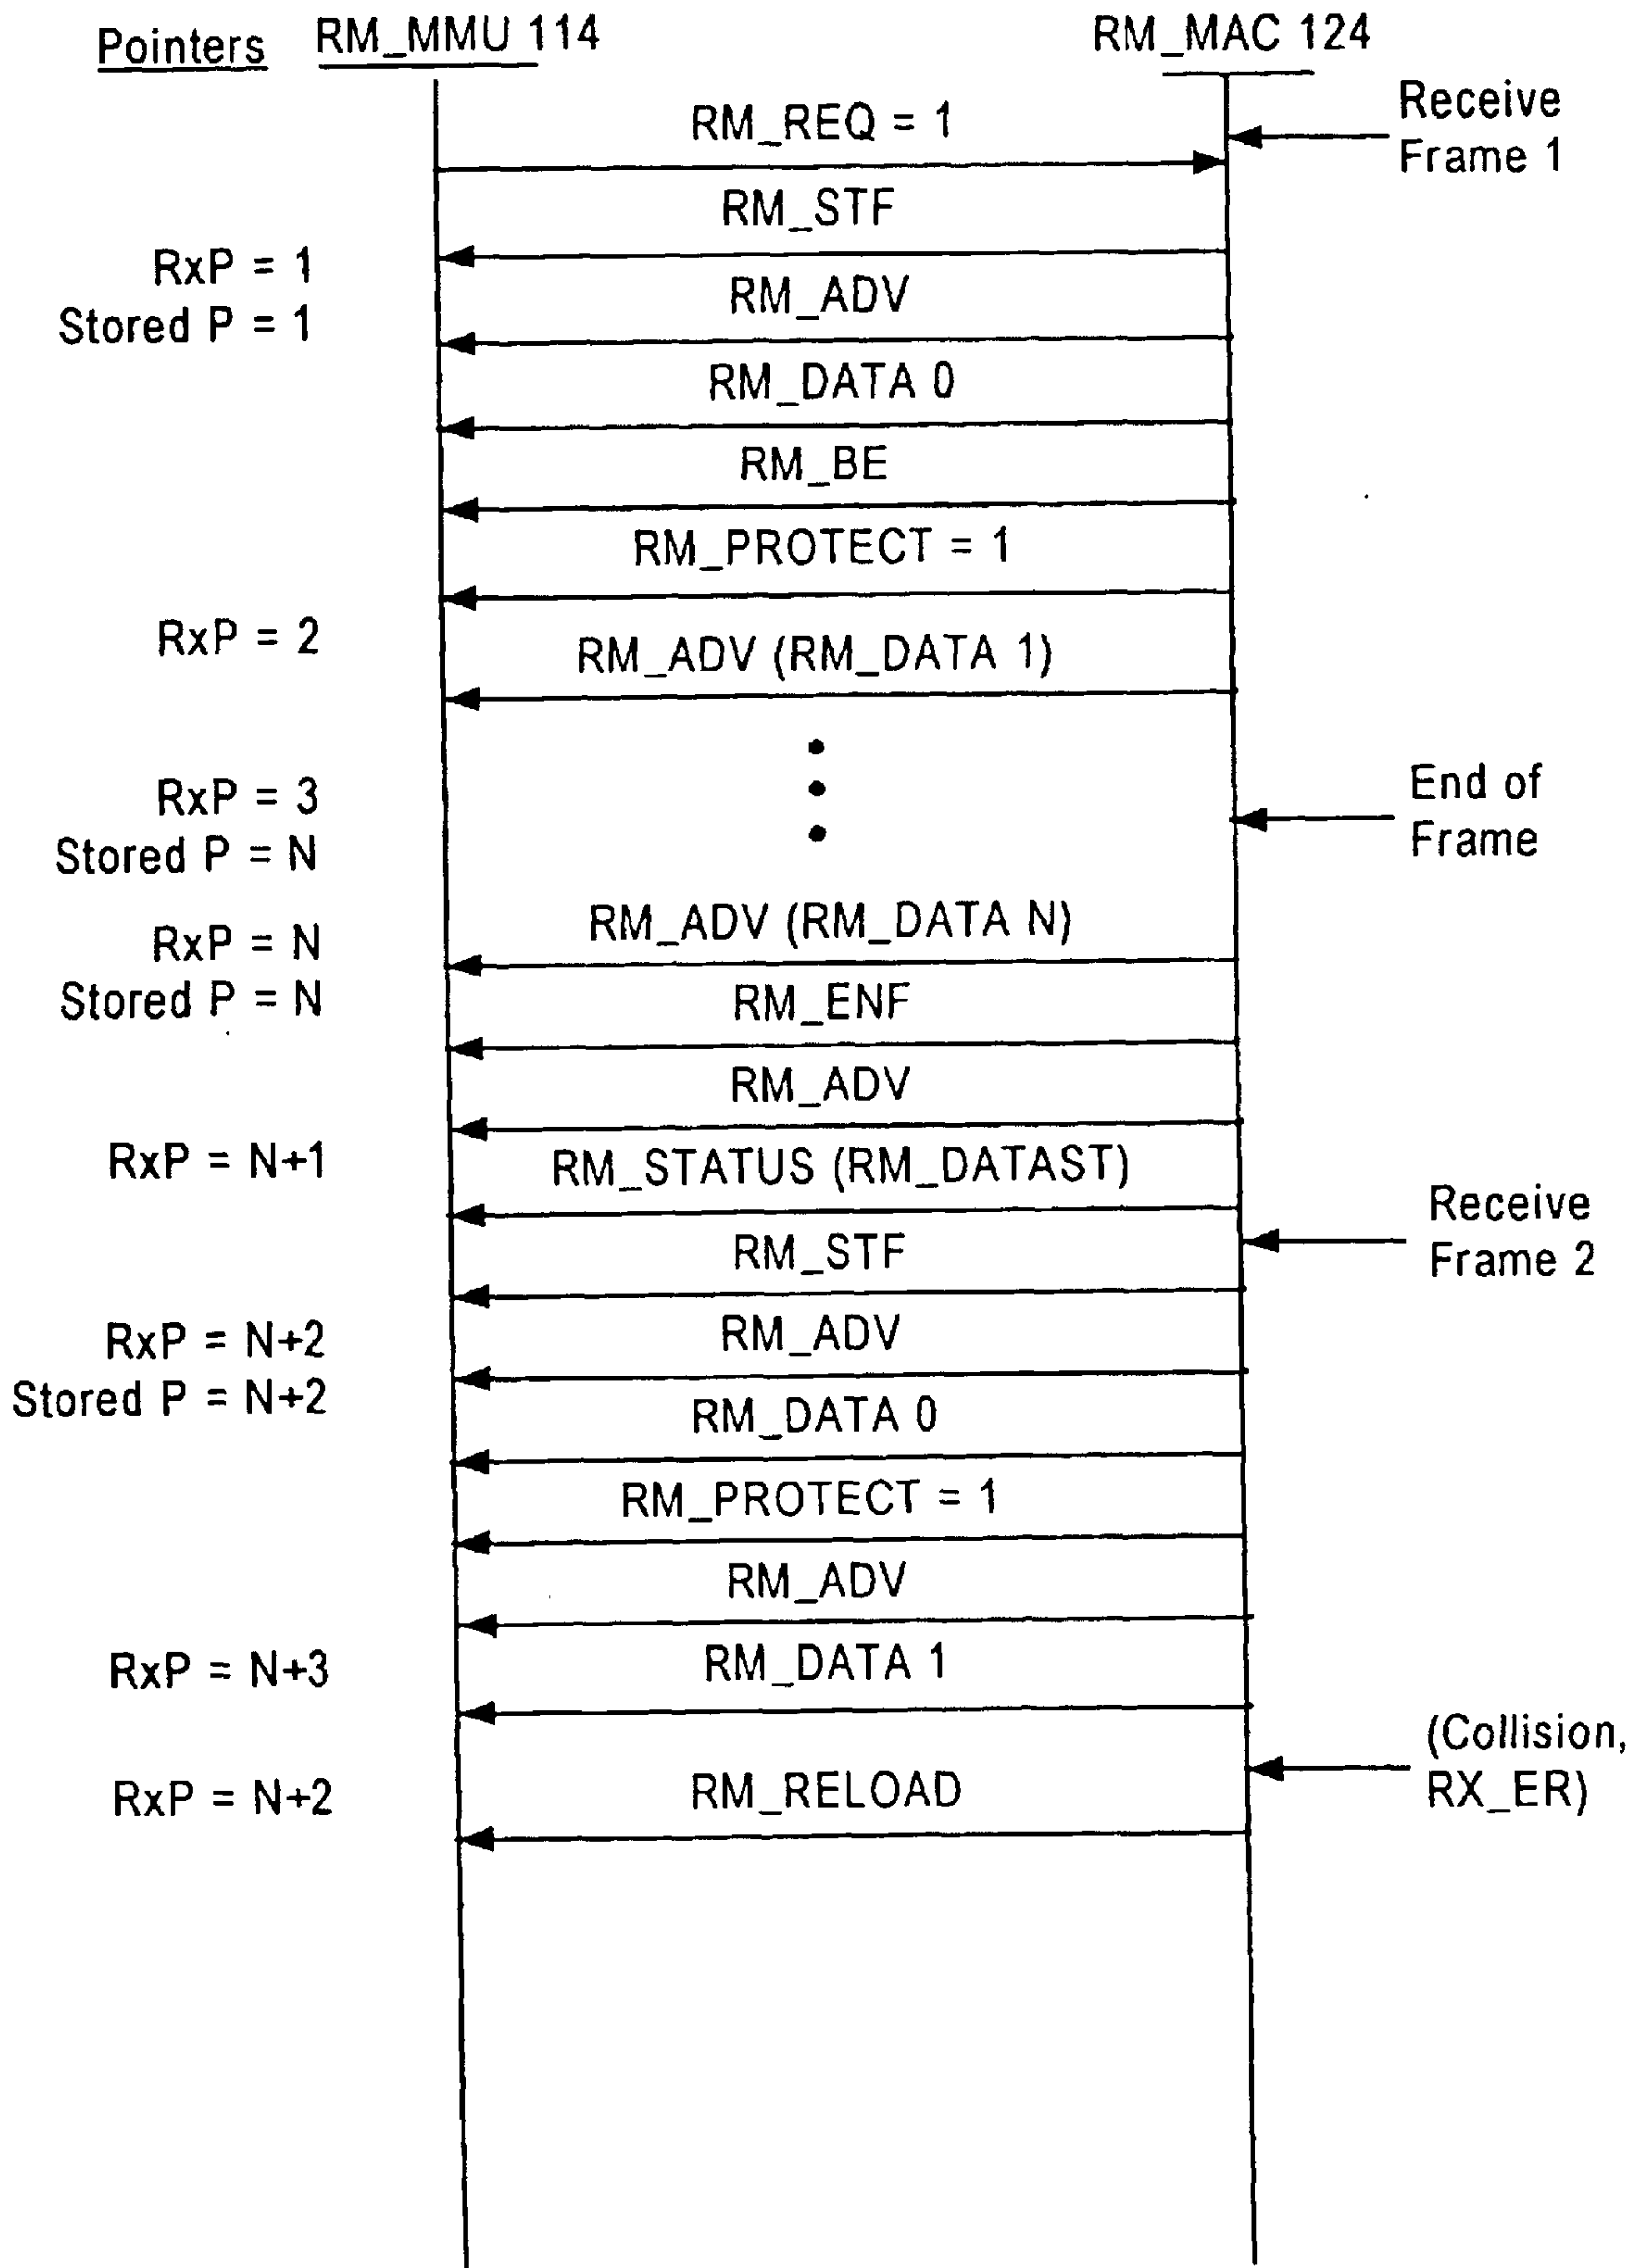 Pointers RM_MMU 114 RM_MAC 124
RM_REQ = 1
Receive
Frame 1
RM_STF
RxP = 1
Stored P = 1
RM_ADV
RM_DATA 0
RM_BE
RM_PROTECT = 1
RxP = 2
RM_ADV (RM_DATA 1)
RxP = 3
Stored P = N
End of
Frame
RM_ADV (RM_DATA N)
RxP = N
Stored P = N
RM_ENF
RM_ADV
RxP = N+1
RM_STATUS (RM_DATAST)
Receive
Frame 2
RM_STF
RxP = N+2
Stored P = N+2
RM_ADV
RM_DATA 0
RM_PROTECT = 1
RM_ADV
RxP = N+3
RM_DATA 1
(Collision,
RX_ER)
RxP = N+2
RM_RELOAD